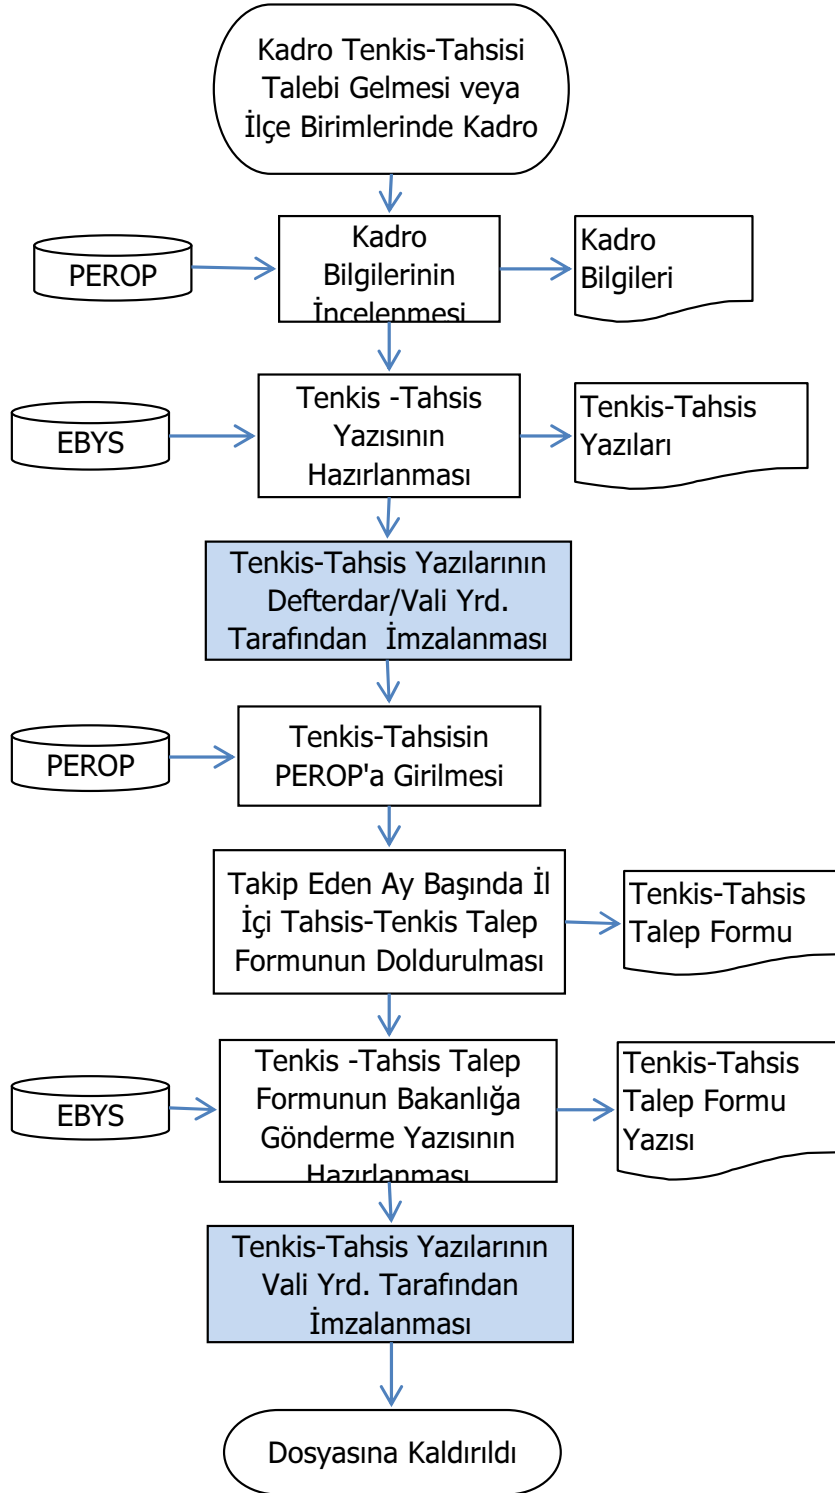 Kadro Tenkis-Tahsisi
Talebi Gelmesi veya
İlçe Birimlerinde Kadro
PEROP
Kadro
Bilgilerinin
İncelenmesi
Kadro
Bilgileri
EBYS
Tenkis -Tahsis
Yazısının
Hazırlanması
Tenkis-Tahsis
Yazıları
Tenkis-Tahsis Yazılarının
Defterdar/Vali Yrd.
Tarafından İmzalanması
PEROP
Tenkis-Tahsisin
PEROP'a Girilmesi
Takip Eden Ay Başında İl
İçi Tahsis-Tenkis Talep
Formunun Doldurulması
Tenkis-Tahsis
Talep Formu
EBYS
Tenkis -Tahsis Talep
Formunun Bakanlığa
Gönderme Yazısının
Hazırlanması
Tenkis-Tahsis
Talep Formu
Yazısı
Tenkis-Tahsis Yazılarının
Vali Yrd. Tarafından
İmzalanması
Dosyasına Kaldırıldı